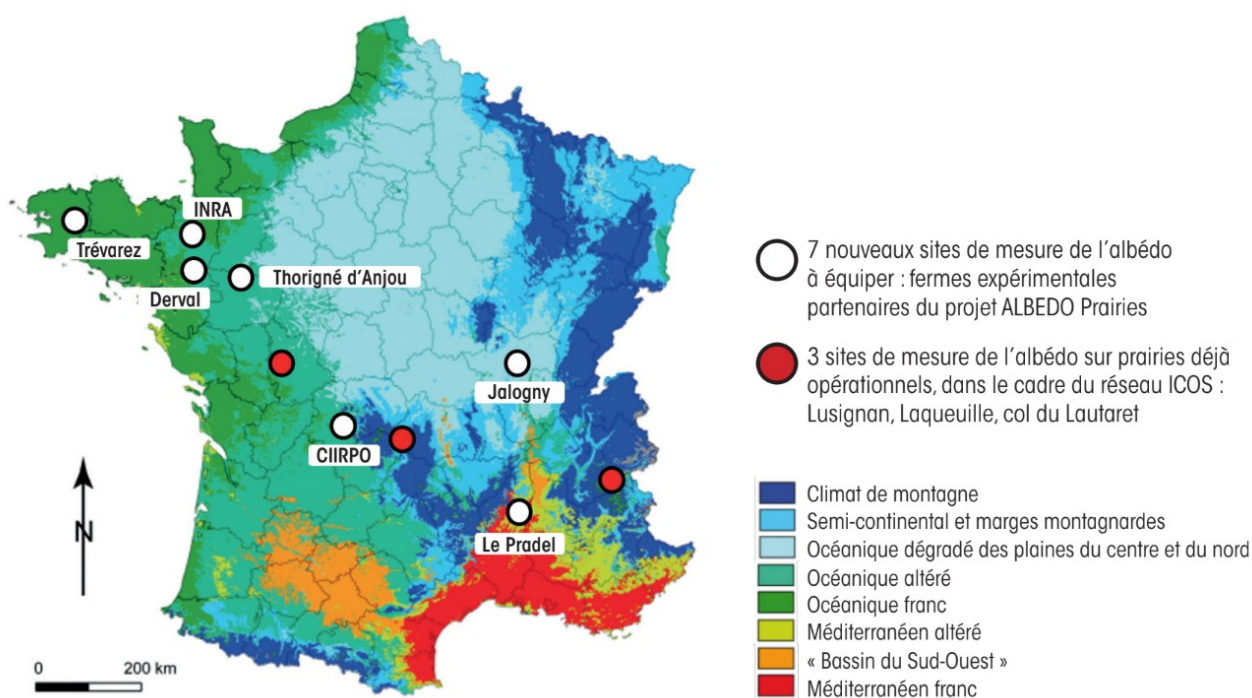 INRA
Trévarez
Thorigné d'Anjou
Derval
Jalogny
CIIRPO
Le Pradel
N
0 200 km
7 nouveaux sites de mesure de l'albédo
à équiper : fermes expérimentales
partenaires du projet ALBEDO Prairies
3 sites de mesure de l'albédo sur prairies déjà
opérationnels, dans le cadre du réseau ICOS :
Lusignan, Laqueuille, col du Lautaret
Climat de montagne
Semi-continental et marges montagnardes
Océanique dégradé des plaines du centre et du nord
Océanique altéré
Océanique franc
Méditerranéen altéré
« Bassin du Sud-Ouest »
Méditerranéen franc